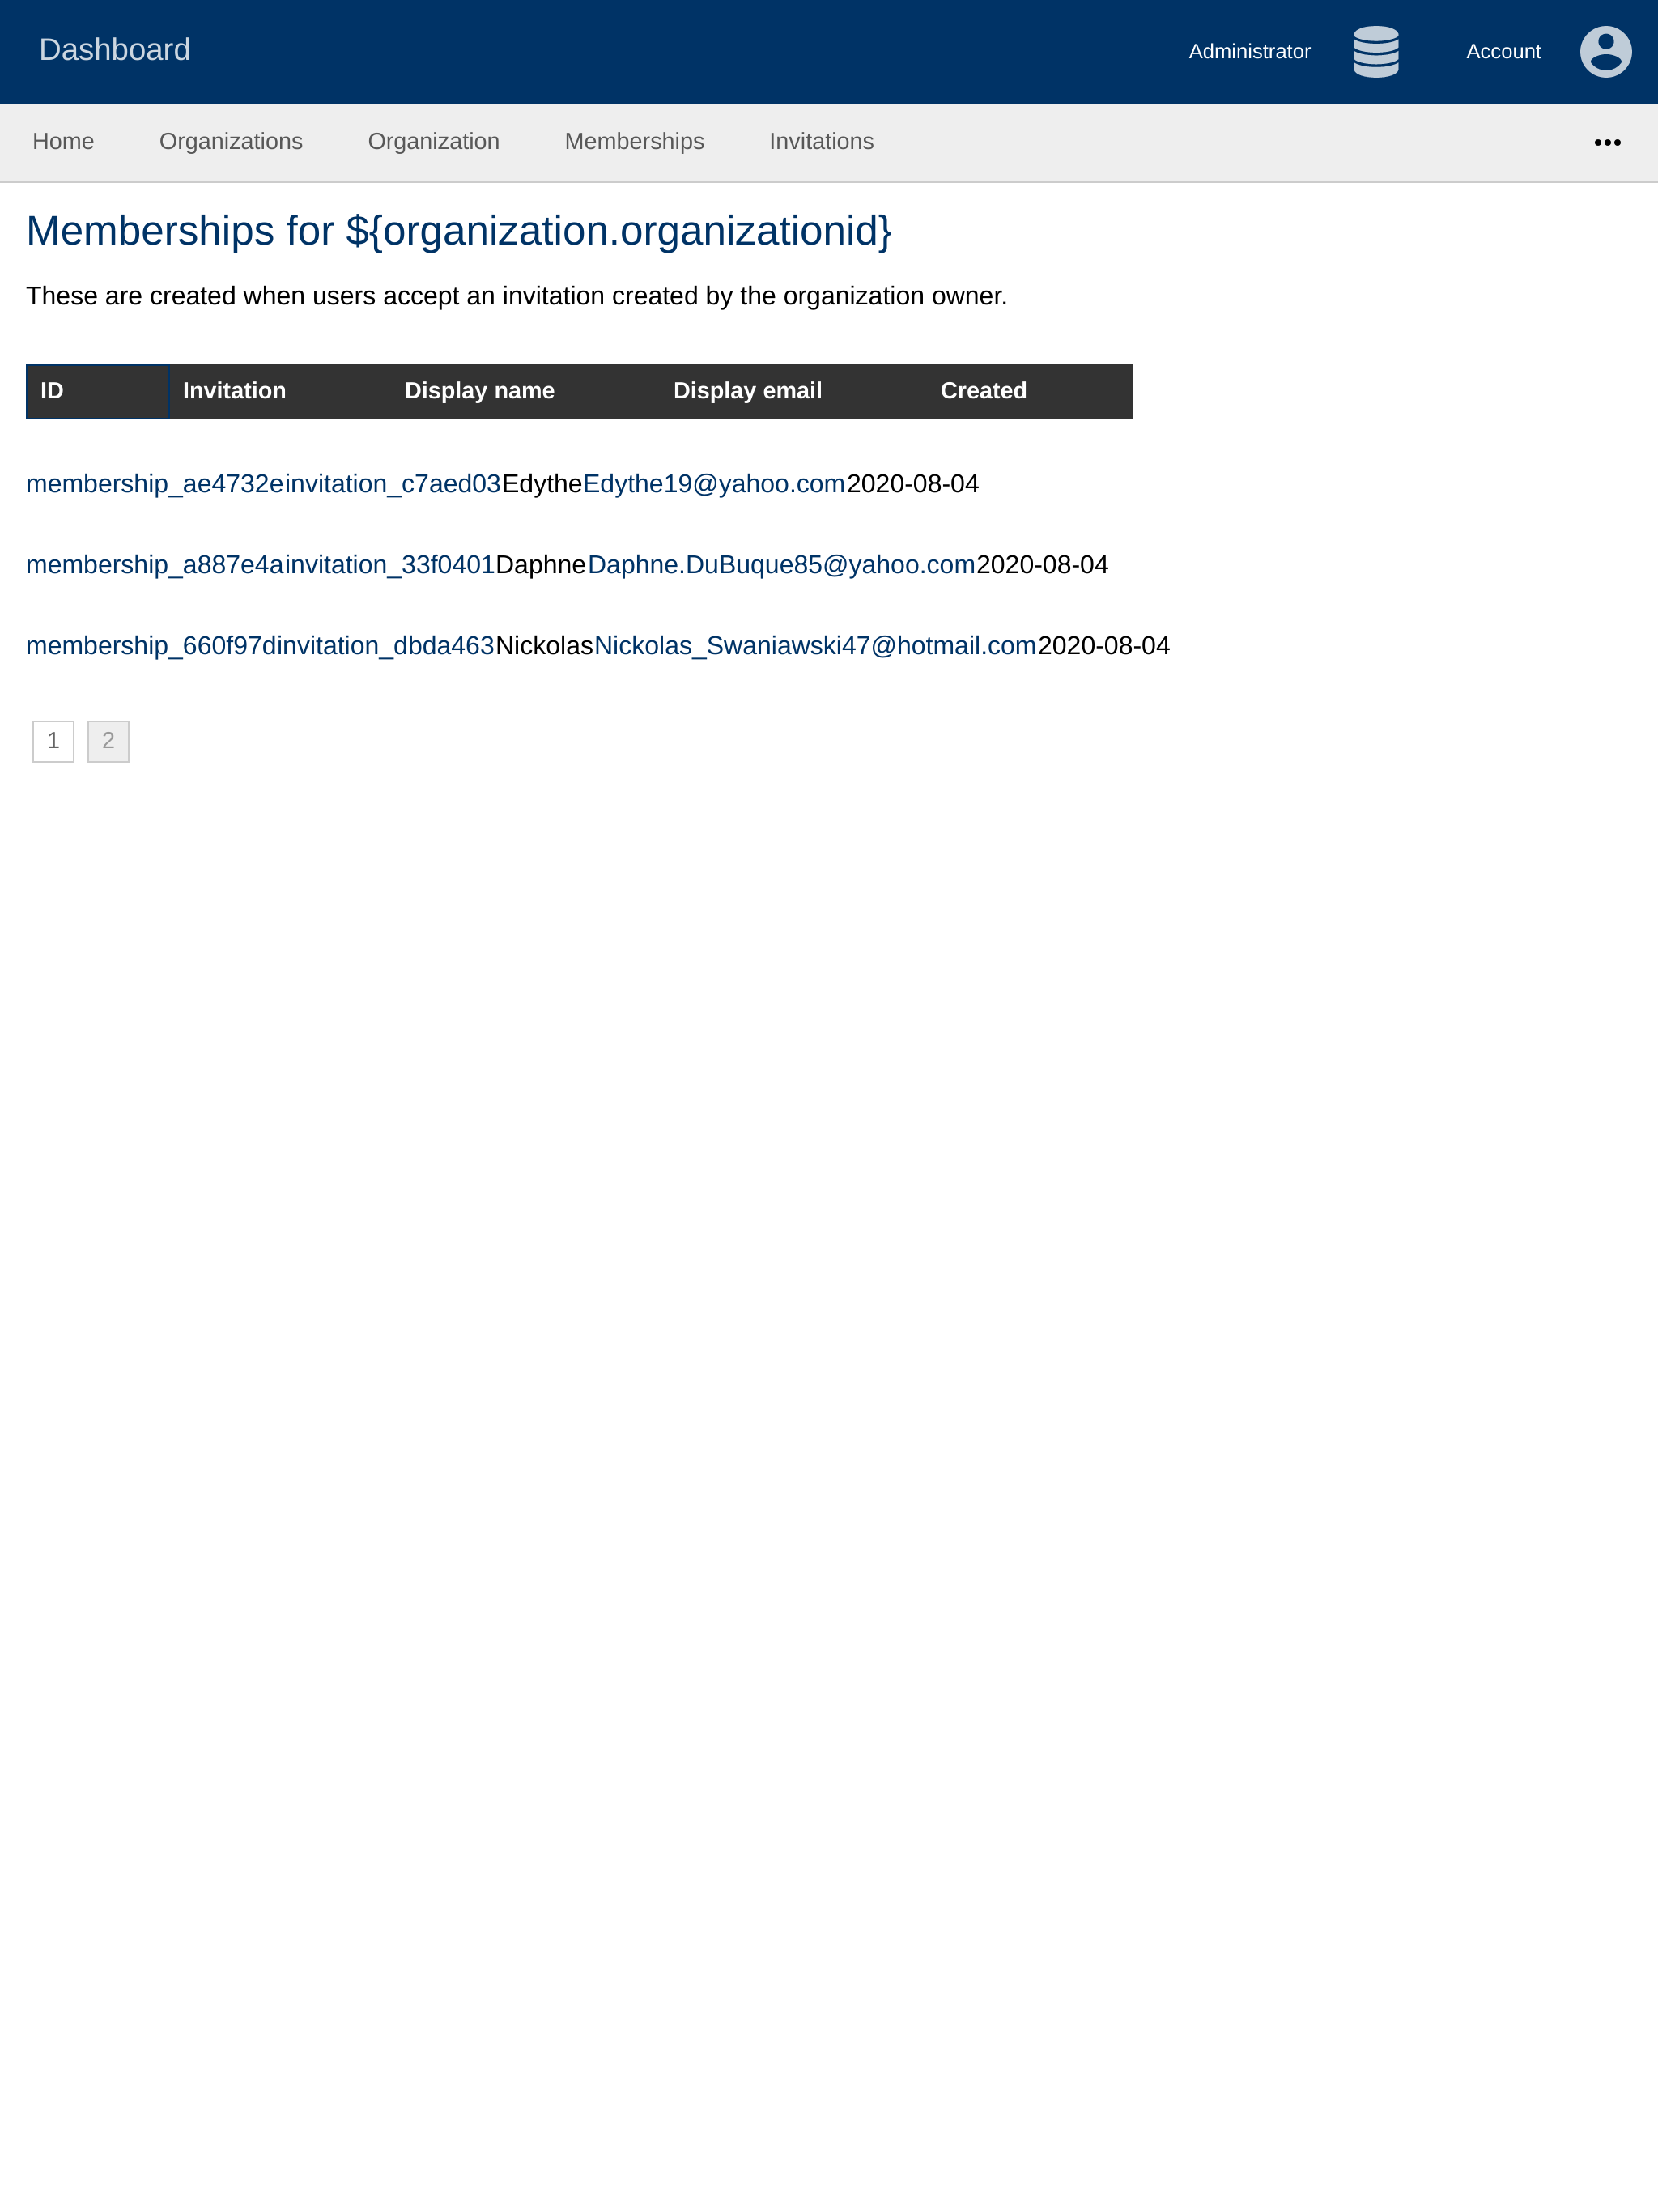 Dashboard Administrator Account
Home Organizations Organization Memberships Invitations •••
Memberships for ${organization.organizationid}
These are created when users accept an invitation created by the organization owner.
ID Invitation Display name Display email Created
membership_ae4732einvitation_c7aed03EdytheEdythe19@yahoo.com2020-08-04
membership_a887e4ainvitation_33f0401DaphneDaphne.DuBuque85@yahoo.com2020-08-04
membership_660f97dinvitation_dbda463NickolasNickolas_Swaniawski47@hotmail.com2020-08-04
1 2